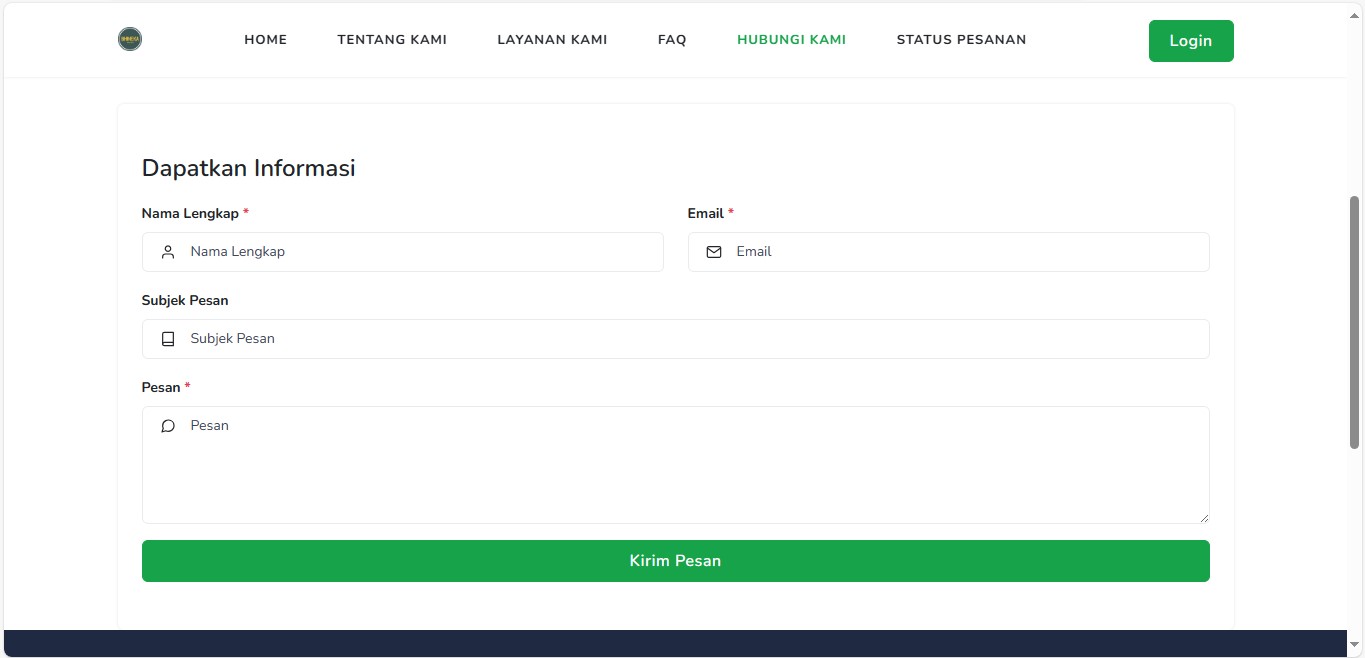 HOME TENTANG KAMI LAYANAN KAMI FAQ HUBUNGI KAMI STATUS PESANAN Login
Dapatkan Informasi
Nama Lengkap * Email *
Nama Lengkap Email
Subjek Pesan
Subjek Pesan
Pesan *
Pesan
Kirim Pesan